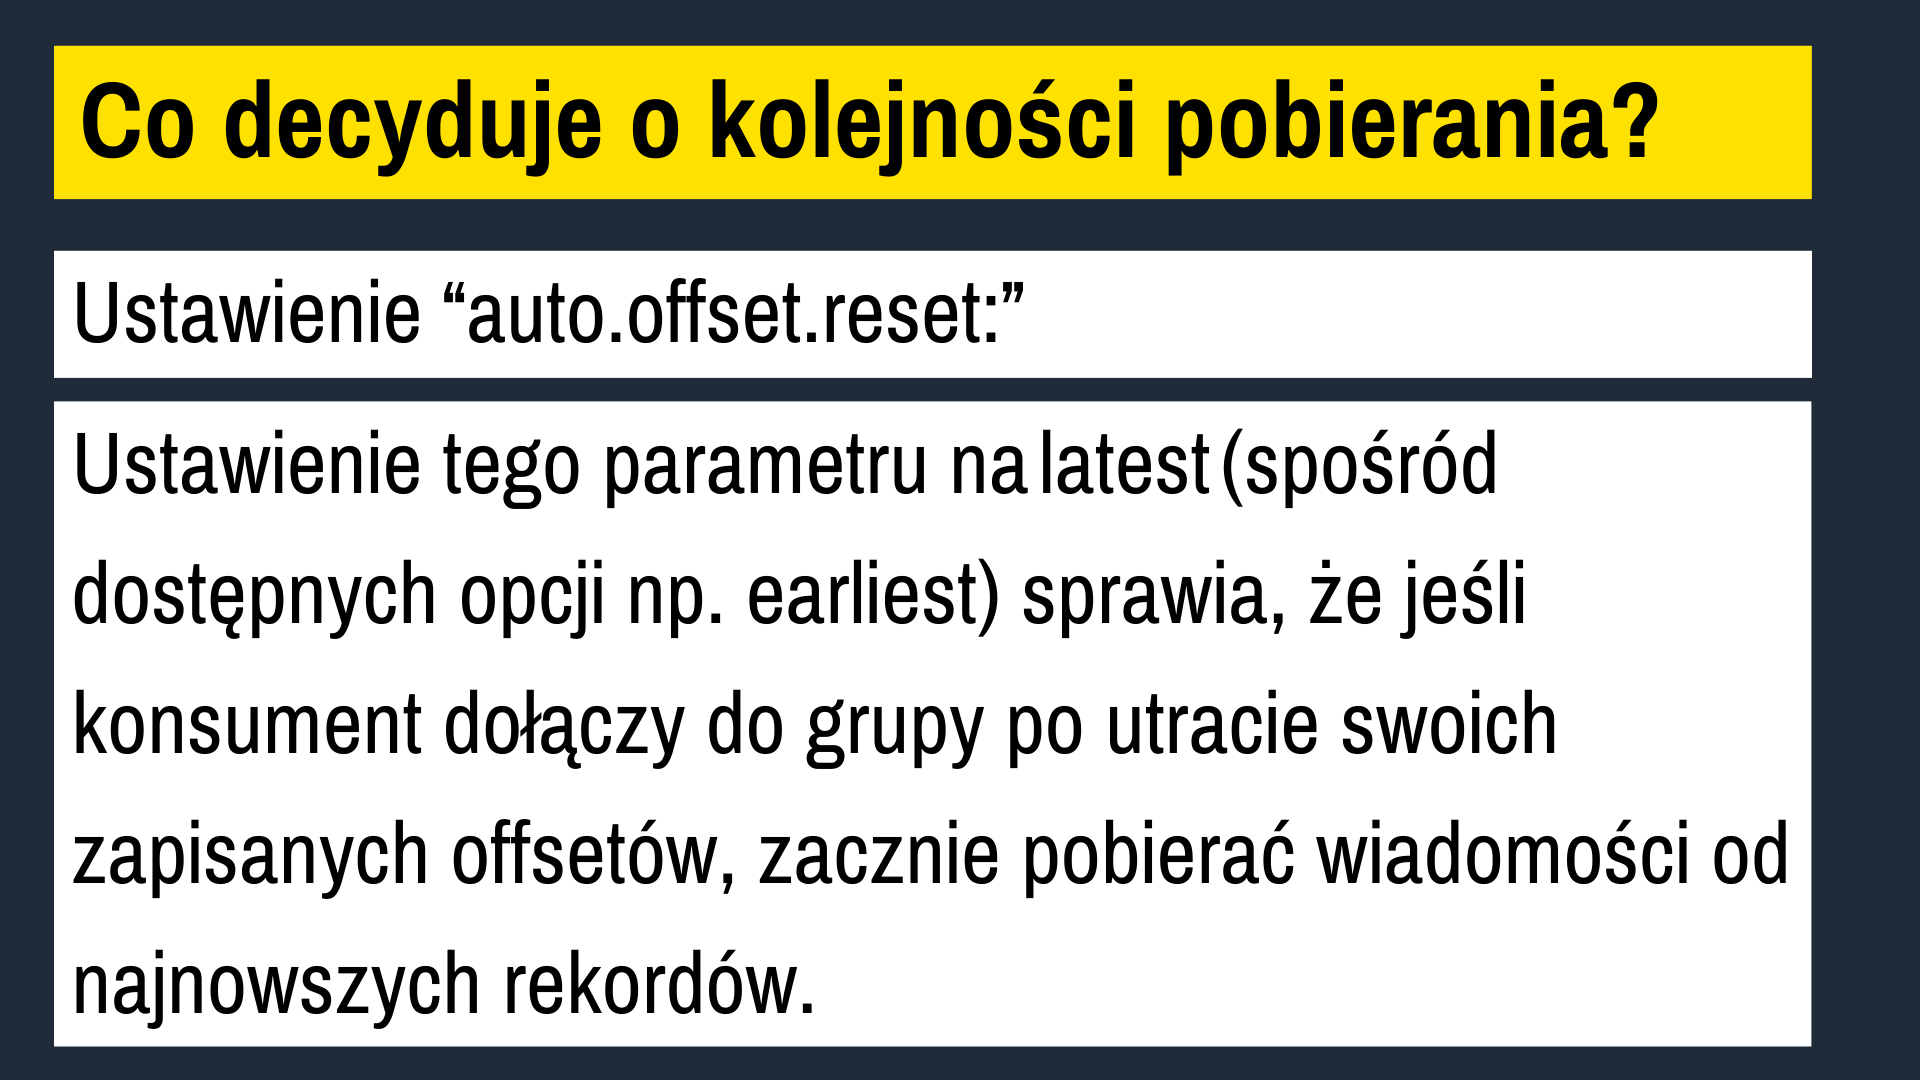 Co decyduje o kolejności pobierania?
Ustawienie “auto.offset.reset:”
Ustawienie tego parametru na latest (spośród
dostępnych opcji np. earliest) sprawia, że jeśli
konsument dołączy do grupy po utracie swoich
zapisanych offsetów, zacznie pobierać wiadomości od
najnowszych rekordów.